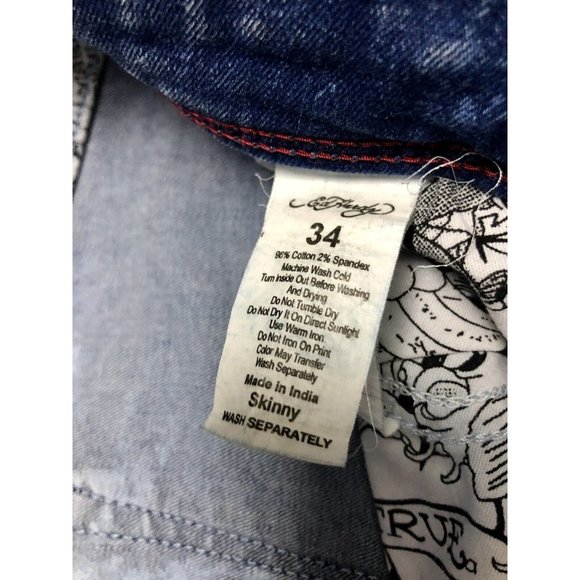 Ed Hardy
34
98% Cotton 2% Spandex
Machine Wash Cold
Turn Inside Out Before Washing
And Drying
Do Not Tumble Dry
Do Not Dry It On Direct Sunlight
Use Warm Iron
Do Not Iron On Print
Color May Transfer
Wash Separately
Made in India
Skinny
WASH SEPARATELY
TRUE